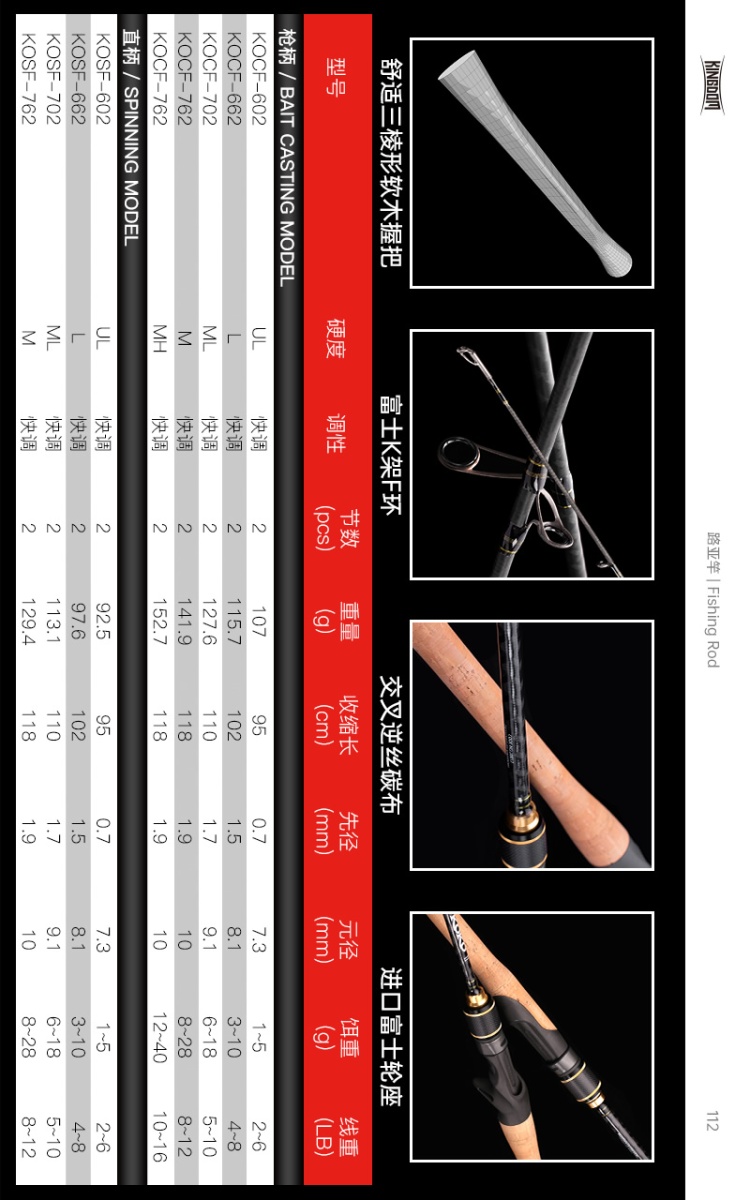 KINGDOM
路亚竿 | Fishing Rod
112
舒适三棱形软木握把
富士K架F环
交叉逆丝碳布
进口富士轮座
型号 硬度 调性 节数(pcs) 重量(g) 收缩长(cm) 先径(mm) 元径(mm) 饵重(g) 线重(LB)
枪柄 / BAIT CASTING MODEL
KOCF-602 UL 快调 2 107 95 0.7 7.3 1~5 2~6
KOCF-662 L 快调 2 115.7 102 1.5 8.1 3~10 4~8
KOCF-702 ML 快调 2 127.6 110 1.7 9.1 6~18 5~10
KOCF-762 M 快调 2 141.9 118 1.9 10 8~28 8~12
KOCF-762 MH 快调 2 152.7 118 1.9 10 12~40 10~16
直柄 / SPINNING MODEL
KOSF-602 UL 快调 2 92.5 95 0.7 7.3 1~5 2~6
KOSF-662 L 快调 2 97.6 102 1.5 8.1 3~10 4~8
KOSF-702 ML 快调 2 113.1 110 1.7 9.1 6~18 5~10
KOSF-762 M 快调 2 129.4 118 1.9 10 8~28 8~12